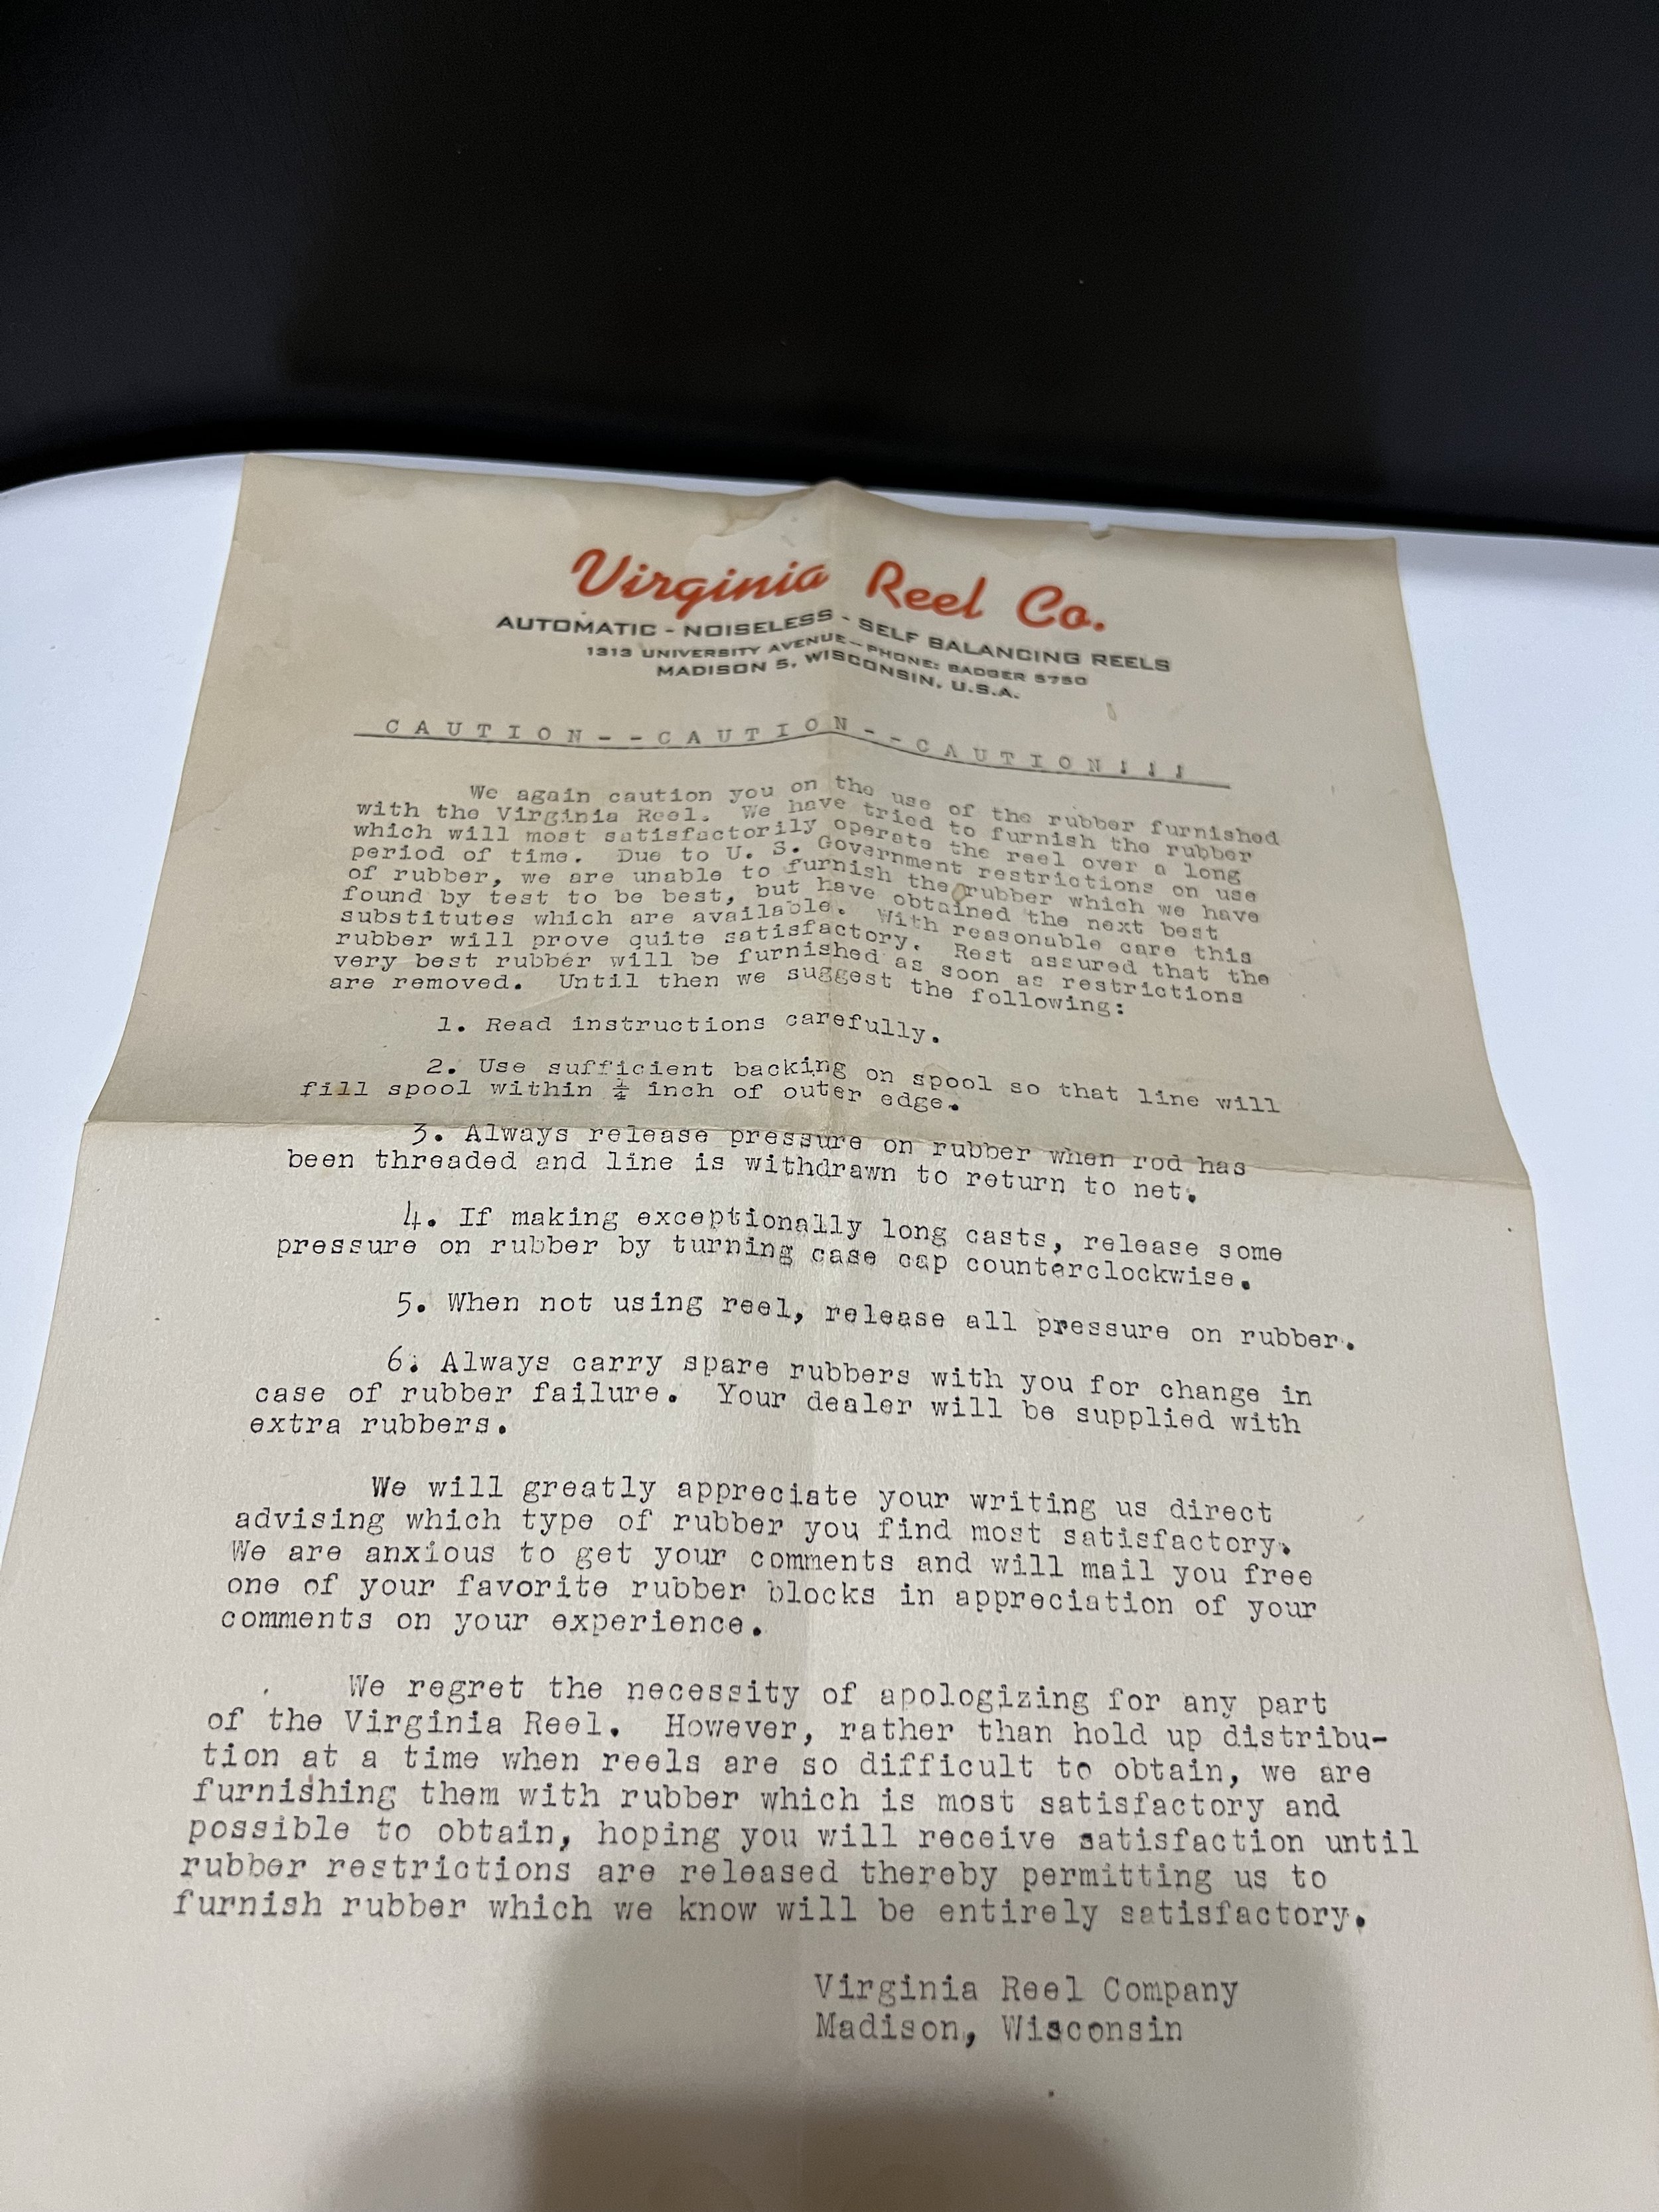 Virginia Reel Co.
AUTOMATIC - NOISELESS - SELF BALANCING REELS
1313 UNIVERSITY AVENUE—PHONE: BADGER 5750
MADISON 5, WISCONSIN, U.S.A.
CAUTION--CAUTION--CAUTION!!!
We again caution you on the use of the rubber furnished
with the Virginia Reel. We have tried to furnish the rubber
which will most satisfactorily operate the reel over a long
period of time. Due to U. S. Government restrictions on use
of rubber, we are unable to furnish the rubber which we have
found by test to be best, but have obtained the next best
substitutes which are available. With reasonable care this
rubber will prove quite satisfactory. Rest assured that the
very best rubber will be furnished as soon as restrictions
are removed. Until then we suggest the following:
1. Read instructions carefully.
2. Use sufficient backing on spool so that line will
fill spool within ¼ inch of outer edge.
3. Always release pressure on rubber when rod has
been threaded and line is withdrawn to return to net.
4. If making exceptionally long casts, release some
pressure on rubber by turning case cap counterclockwise.
5. When not using reel, release all pressure on rubber.
6. Always carry spare rubbers with you for change in
case of rubber failure. Your dealer will be supplied with
extra rubbers.
We will greatly appreciate your writing us direct
advising which type of rubber you find most satisfactory.
We are anxious to get your comments and will mail you free
one of your favorite rubber blocks in appreciation of your
comments on your experience.
We regret the necessity of apologizing for any part
of the Virginia Reel. However, rather than hold up distribu-
tion at a time when reels are so difficult to obtain, we are
furnishing them with rubber which is most satisfactory and
possible to obtain, hoping you will receive satisfaction until
rubber restrictions are released thereby permitting us to
furnish rubber which we know will be entirely satisfactory.
Virginia Reel Company
Madison, Wisconsin